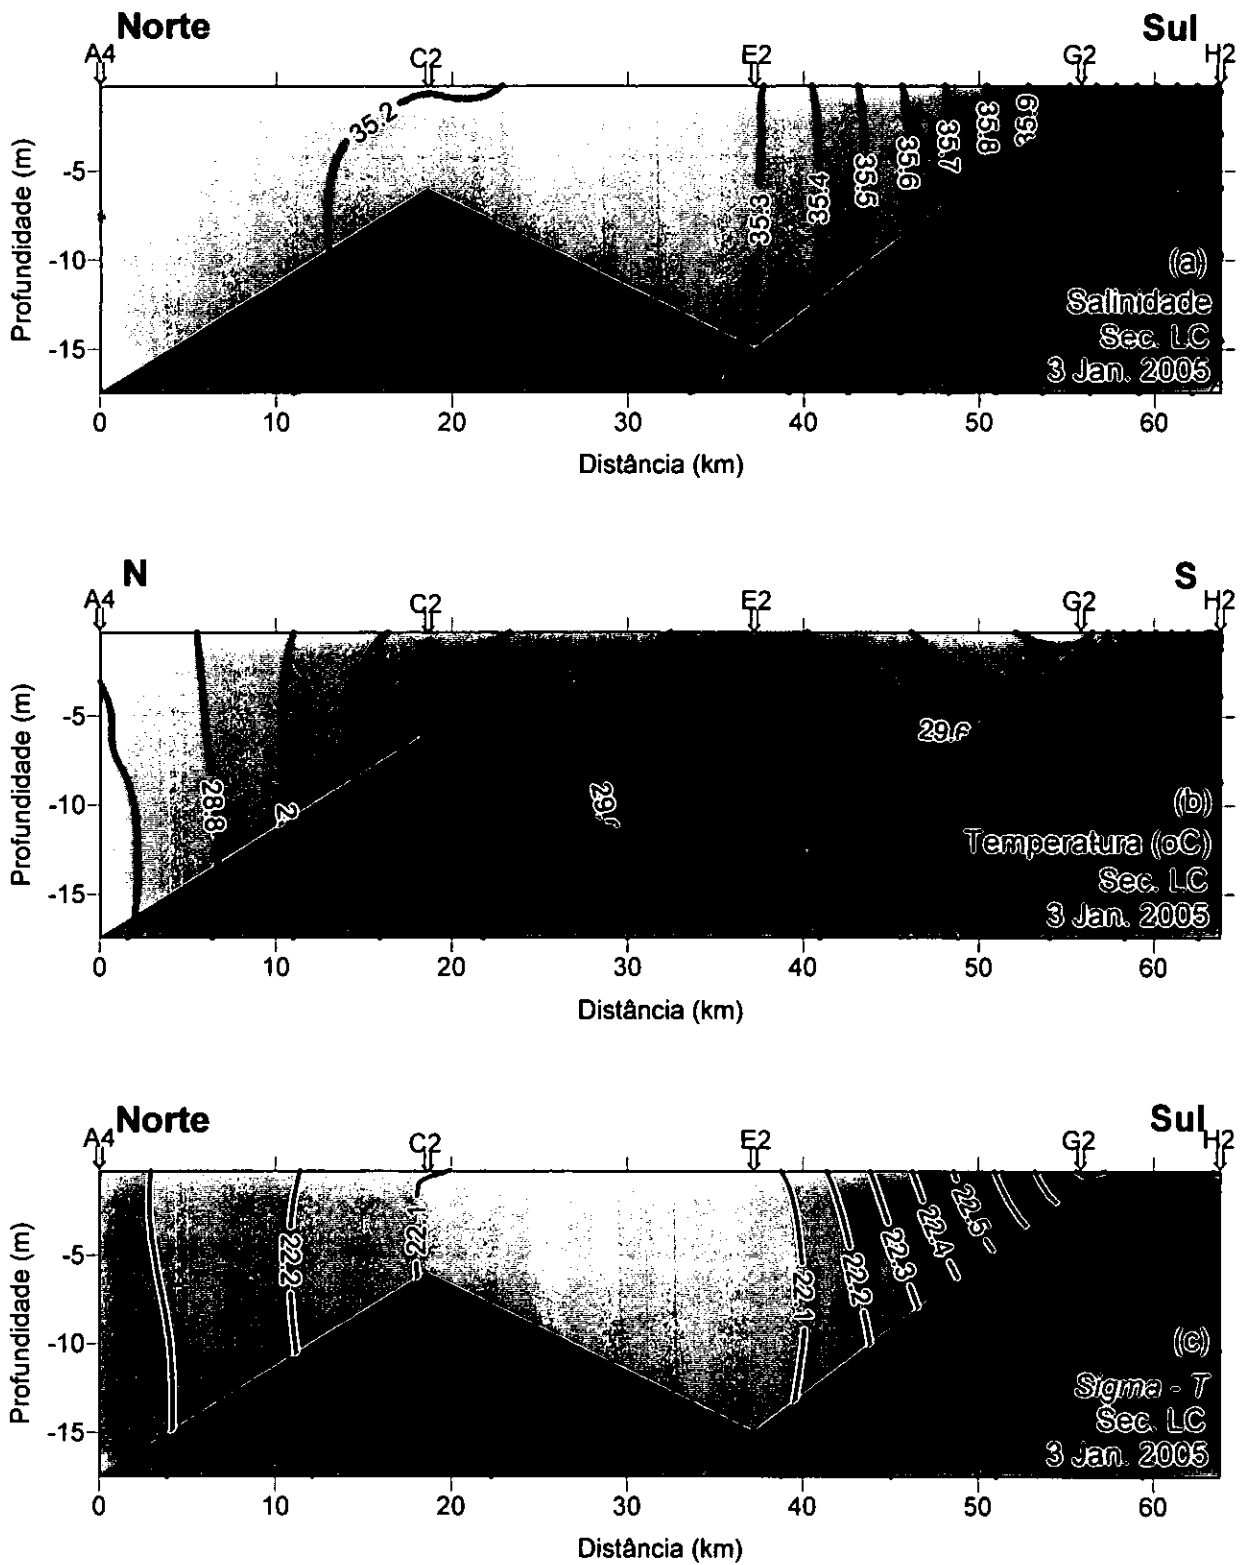 Norte Sul
A4 C2 E2 G2 H2
35.2
35.3
35.4
35.5
35.6
35.7
35.8
35.9
Profundidade (m)
-5
-10
-15
(a)
Salinidade
Sec. LC
3 Jan. 2005
0 10 20 30 40 50 60
Distância (km)
N S
A4 C2 E2 G2 H2
28.8
Profundidade (m)
-5
-10
-15
(b)
Temperatura (oC)
Sec. LC
3 Jan. 2005
0 10 20 30 40 50 60
Distância (km)
Norte Sul
A4 C2 E2 G2 H2
22.2
22.1
22.1
22.2
22.3
22.4
22.5
Profundidade (m)
-5
-10
-15
(c)
Sigma - T
Sec. LC
3 Jan. 2005
0 10 20 30 40 50 60
Distância (km)